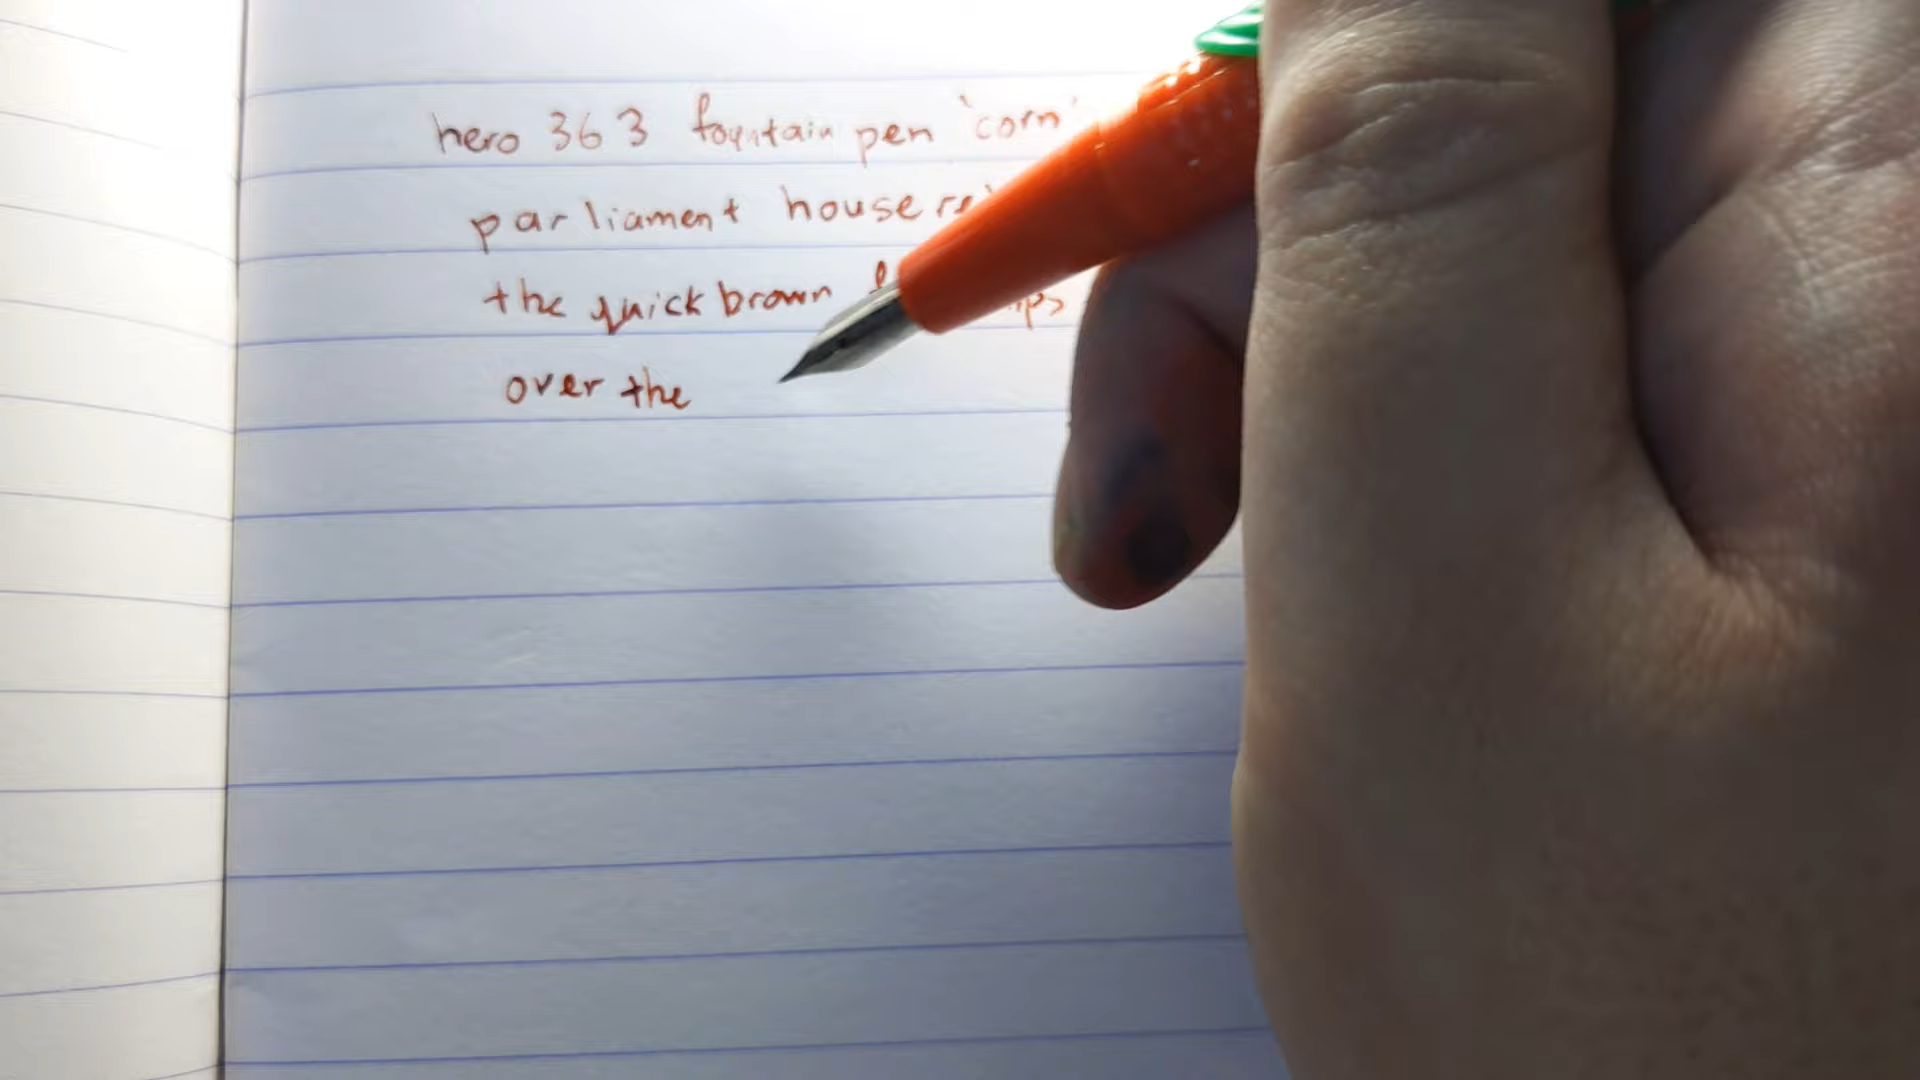 hero 363 fountain pen 'corn'
parliament house
the quick brown
over the